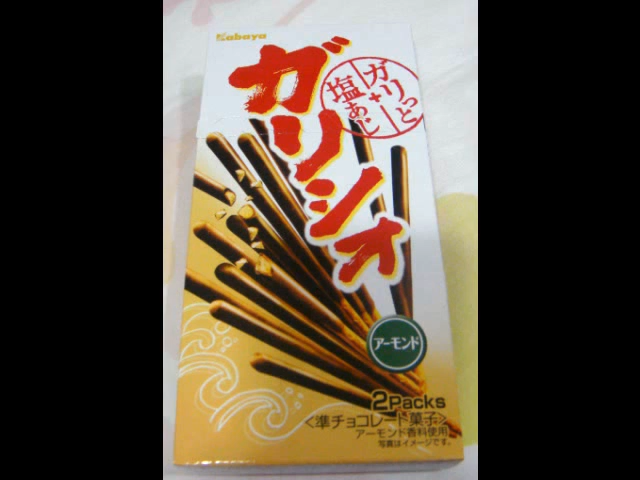 Kabaya
ガリシオ
ガリっと
+
塩あじ
アーモンド
2Packs
<準チョコレート菓子>
アーモンド香料使用
写真はイメージです。